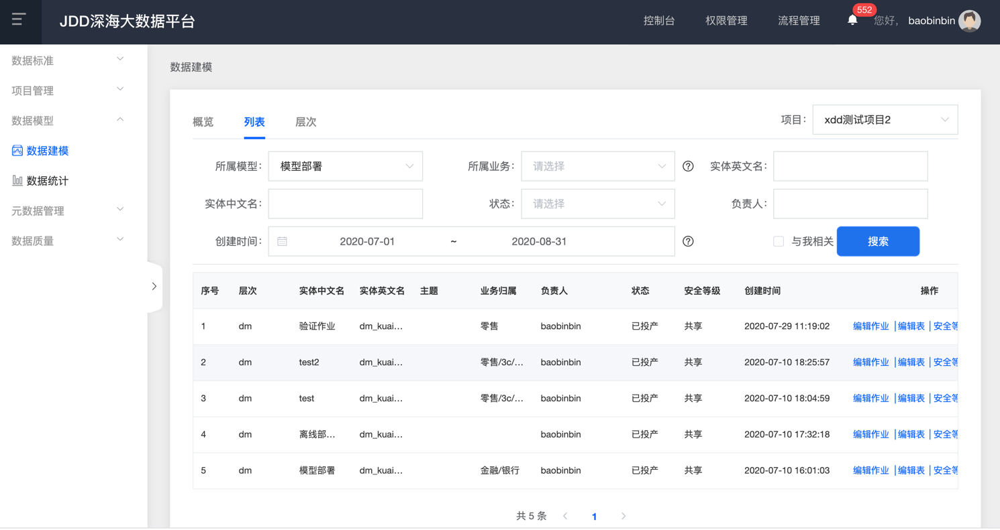 JDD深海大数据平台
控制台 权限管理 流程管理 552 您好， baobinbin
数据标准
项目管理
数据模型
数据建模
数据统计
元数据管理
数据质量
数据建模
概览 列表 层次 项目： xdd测试项目2
所属模型： 模型部署 所属业务： 请选择 ? 实体英文名：
实体中文名： 状态： 请选择 负责人：
创建时间： 2020-07-01 ~ 2020-08-31 ? 与我相关 搜索
序号 层次 实体中文名 实体英文名 主题 业务归属 负责人 状态 安全等级 创建时间 操作
1 dm 验证作业 dm_kuai... 零售 baobinbin 已投产 共享 2020-07-29 11:19:02 编辑作业 |编辑表 |安全等
2 dm test2 dm_kuai... 零售/3c/... baobinbin 已投产 共享 2020-07-10 18:25:57 编辑作业 |编辑表 |安全等
3 dm test dm_kuai... 零售/3c/... baobinbin 已投产 共享 2020-07-10 18:04:59 编辑作业 |编辑表 |安全等
4 dm 离线部... dm_kuai... baobinbin 已投产 共享 2020-07-10 17:32:18 编辑作业 |编辑表 |安全等
5 dm 模型部署 dm_kuai... 金融/银行 baobinbin 已投产 共享 2020-07-10 16:01:03 编辑作业 |编辑表 |安全等
共 5 条 < 1 >